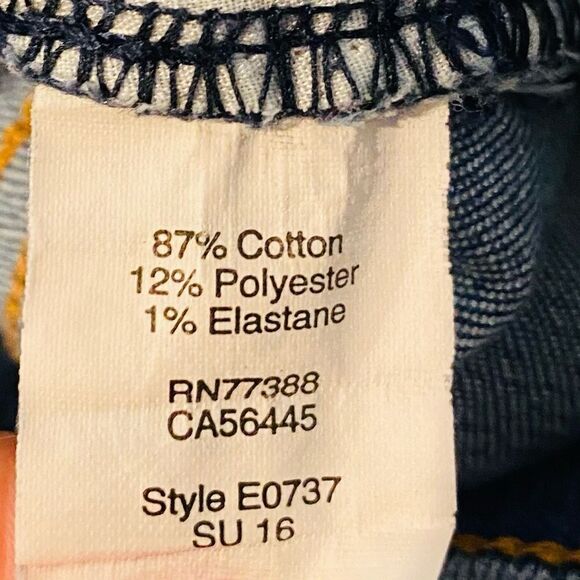 87% Cotton
12% Polyester
1% Elastane
RN77388
CA56445
Style E0737
SU 16